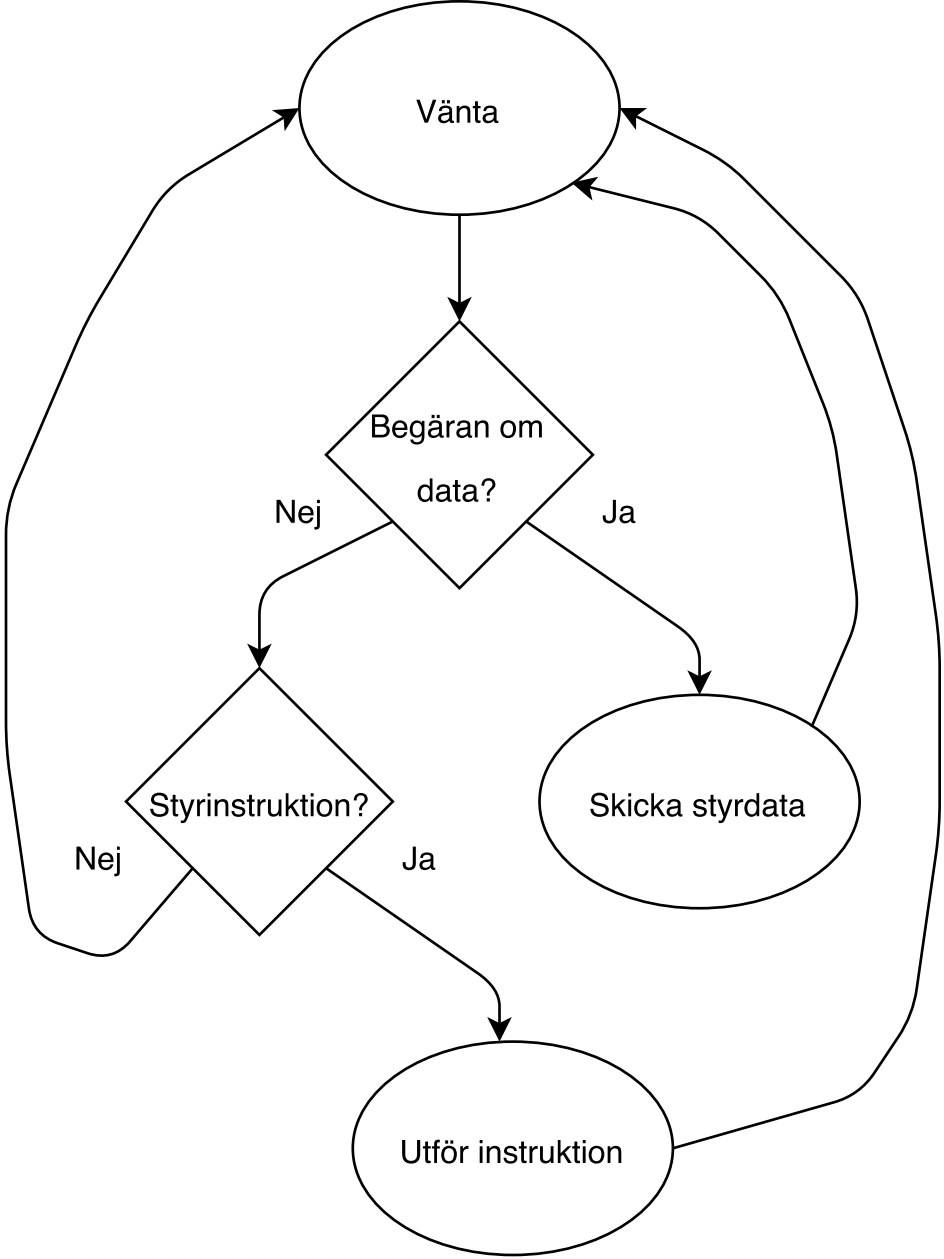 Vänta
Begäran om
data?
Nej
Ja
Styrinstruktion?
Skicka styrdata
Nej
Ja
Utför instruktion